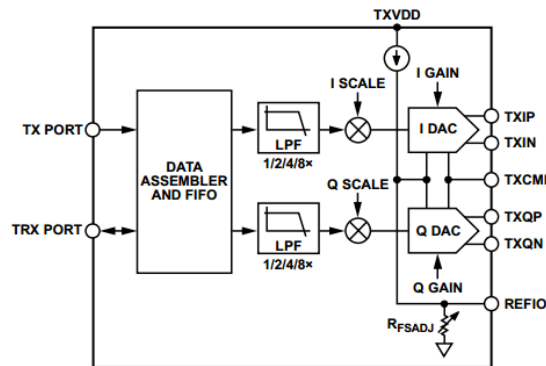 TXVDD
I SCALE
I GAIN
TX PORT
TRX PORT
DATA
ASSEMBLER
AND FIFO
LPF
1/2/4/8×
I DAC
TXIP
TXIN
TXCMI
Q SCALE
LPF
1/2/4/8×
Q DAC
TXQP
TXQN
Q GAIN
REFIO
RFSADJ